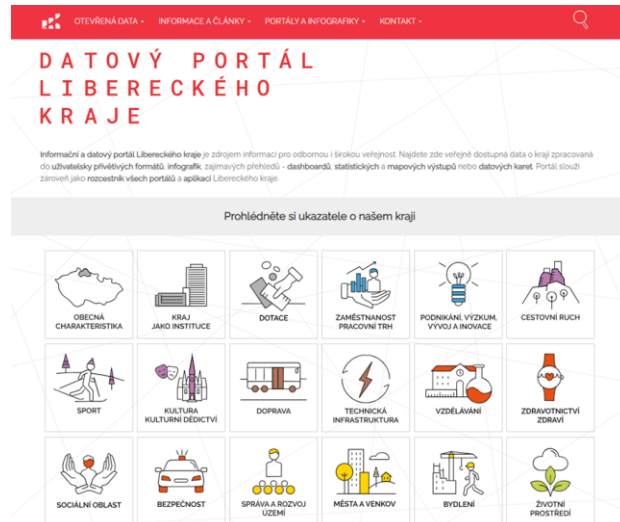 OTEVŘENÁ DATA INFORMACE A ČLÁNKY PORTÁLY A INFOGRAFIKY KONTAKT
DATOVÝ PORTÁL
LIBERECKÉHO
KRAJE
Informační a datový portál Libereckého kraje je zdrojem informací pro odbornou i širokou veřejnost. Najdete zde veřejně dostupná data o kraji zpracovaná
do uživatelsky přívětivých formátů, infografik, zajímavých přehledů - dashboardů, statistických a mapových výstupů nebo datových karet. Portál slouží
zároveň jako rozcestník všech portálů a aplikací Libereckého kraje.
Prohlédněte si ukazatele o našem kraji
OBECNÁ
CHARAKTERISTIKA
KRAJ
JAKO INSTITUCE
DOTACE
ZAMĚSTNANOST
PRACOVNÍ TRH
PODNIKÁNÍ, VÝZKUM,
VÝVOJ A INOVACE
CESTOVNÍ RUCH
SPORT
KULTURA
KULTURNÍ DĚDICTVÍ
DOPRAVA
TECHNICKÁ
INFRASTRUKTURA
VZDĚLÁVÁNÍ
ZDRAVOTNICTVÍ
ZDRAVÍ
SOCIÁLNÍ OBLAST
BEZPEČNOST
SPRÁVA A ROZVOJ
ÚZEMÍ
MĚSTA A VENKOV
BYDLENÍ
ŽIVOTNÍ
PROSTŘEDÍ